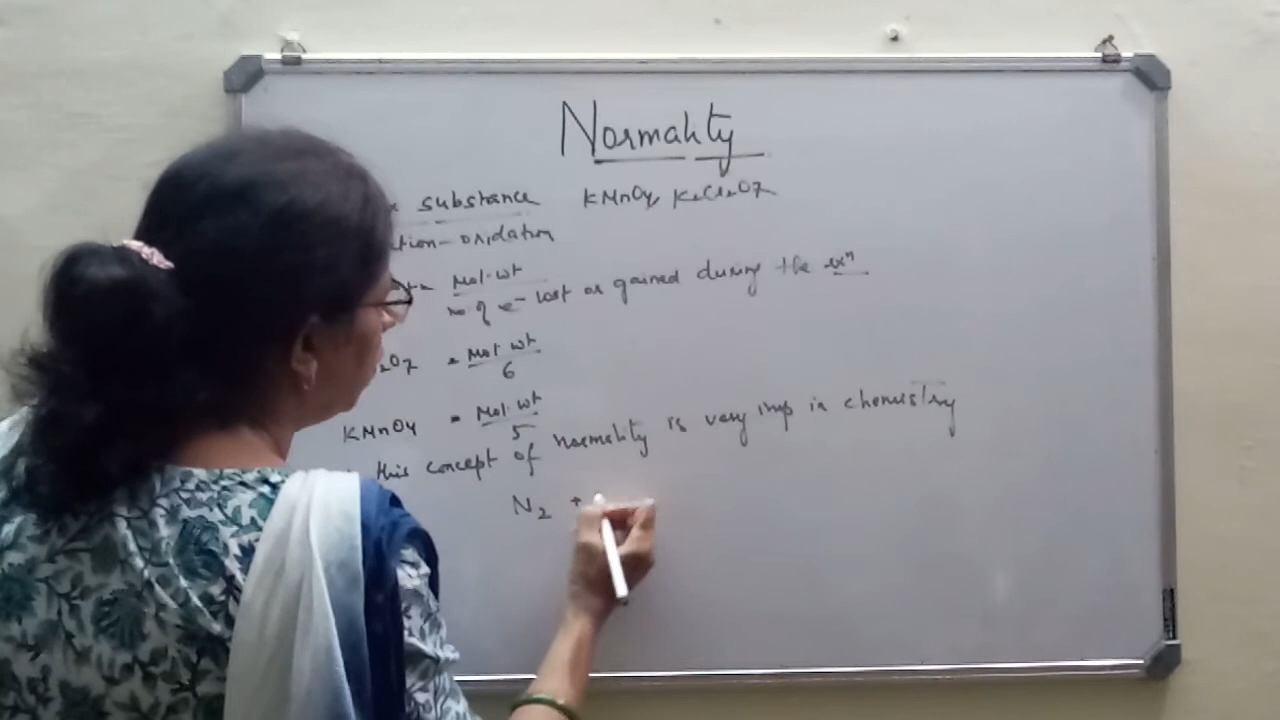 Normality
substance KMnO4, K2Cr2O7
tion-oxidation
Mol.wt
no of e- lost or gained during the rxn
2O7 = Mol wt
6
KMnO4 = Mol.wt
5
this concept of normality is very imp in chemistry
N2 +